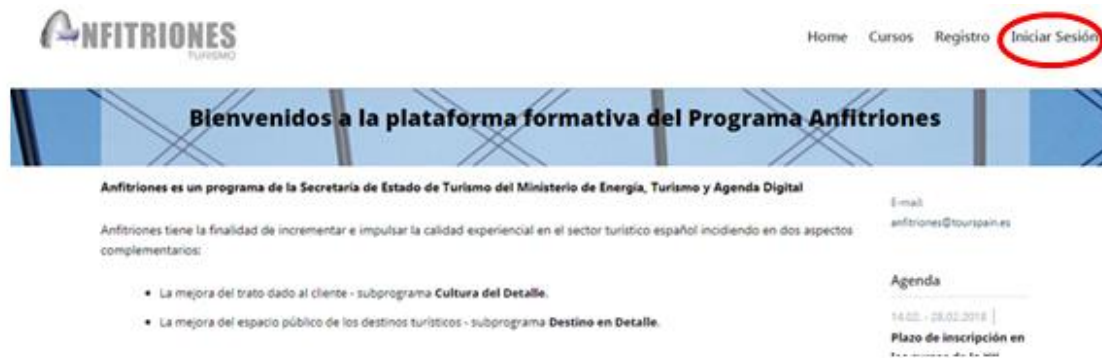 ANFITRIONES
TURISMO
Home Cursos Registro Iniciar Sesión
Bienvenidos a la plataforma formativa del Programa Anfitriones
Anfitriones es un programa de la Secretaría de Estado de Turismo del Ministerio de Energía, Turismo y Agenda Digital
Anfitriones tiene la finalidad de incrementar e impulsar la calidad experiencial en el sector turístico español incidiendo en dos aspectos
complementarios:
• La mejora del trato dado al cliente - subprograma Cultura del Detalle.
• La mejora del espacio público de los destinos turísticos - subprograma Destino en Detalle.
E-mail:
anfitriones@tourspain.es
Agenda
14.02. - 28.02.2018 |
Plazo de inscripción en